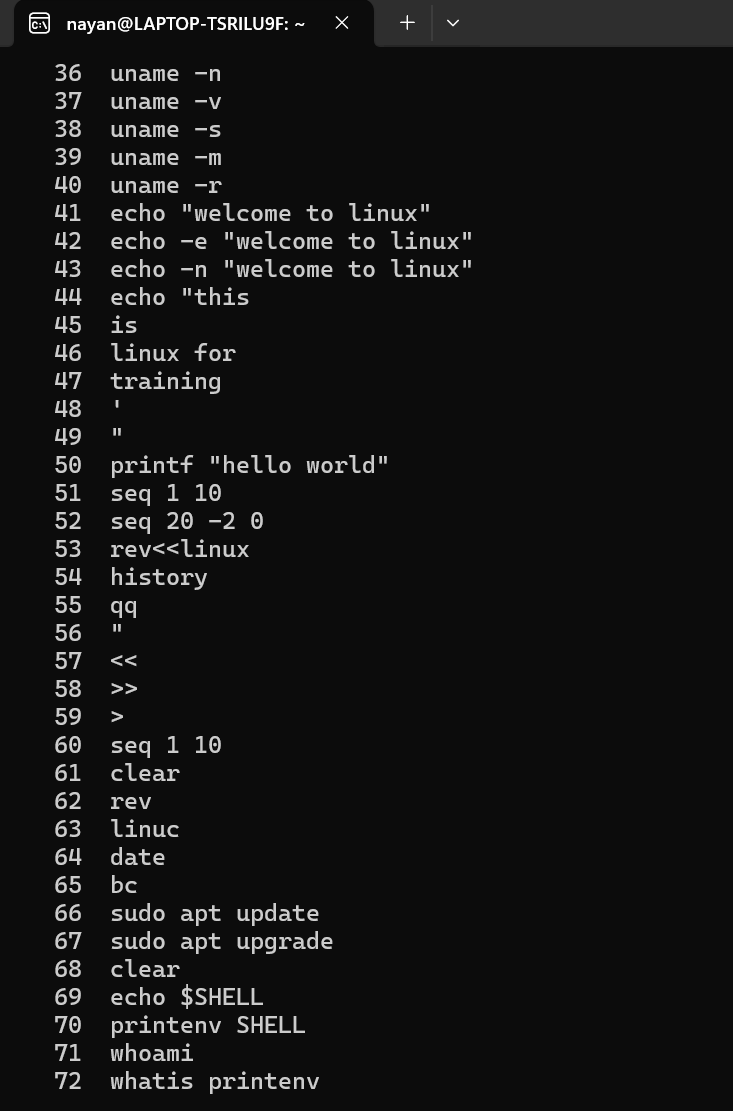 nayan@LAPTOP-TSRILU9F: ~
36 uname -n
37 uname -v
38 uname -s
39 uname -m
40 uname -r
41 echo "welcome to linux"
42 echo -e "welcome to linux"
43 echo -n "welcome to linux"
44 echo "this
45 is
46 linux for
47 training
48 '
49 "
50 printf "hello world"
51 seq 1 10
52 seq 20 -2 0
53 rev<<linux
54 history
55 qq
56 "
57 <<
58 >>
59 >
60 seq 1 10
61 clear
62 rev
63 linuc
64 date
65 bc
66 sudo apt update
67 sudo apt upgrade
68 clear
69 echo $SHELL
70 printenv SHELL
71 whoami
72 whatis printenv